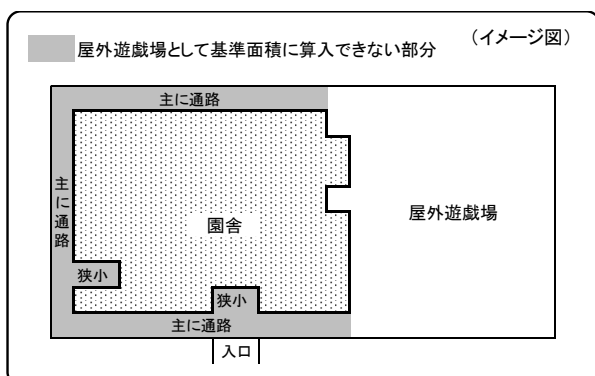 (イメージ図)
屋外遊戯場として基準面積に算入できない部分
主に通路
主に通路
園舎
屋外遊戯場
狭小
狭小
主に通路
入口